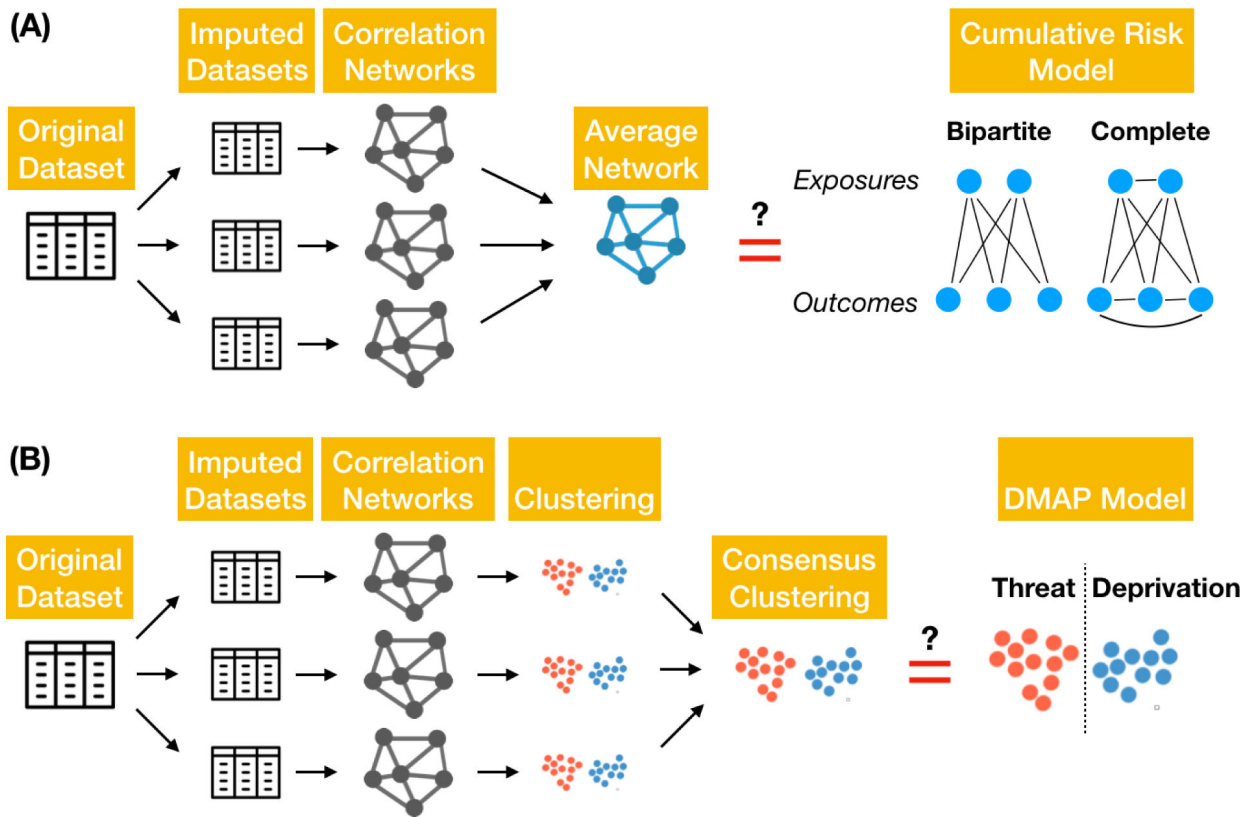 (A)
Imputed
Datasets
Correlation
Networks
Cumulative Risk
Model
Original
Dataset
Average
Network
Bipartite
Complete
Exposures
?
Outcomes
(B)
Imputed
Datasets
Correlation
Networks
Clustering
DMAP Model
Original
Dataset
Consensus
Clustering
Threat
Deprivation
?